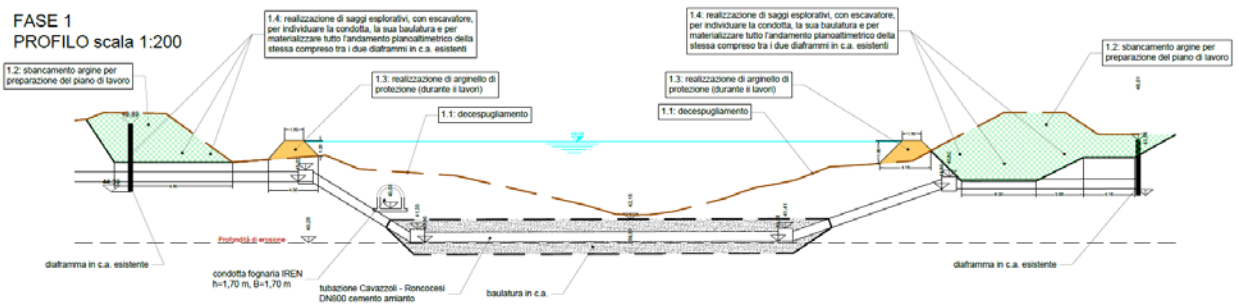 FASE 1
PROFILO scala 1:200
1.4: realizzazione di saggi esplorativi, con escavatore,
per individuare la condotta, la sua baulatura e per
materializzare tutto l'andamento planoaltimetrico della
stessa compreso tra i due diaframmi in c.a. esistenti
1.4: realizzazione di saggi esplorativi, con escavatore,
per individuare la condotta, la sua baulatura e per
materializzare tutto l'andamento planoaltimetrico della
stessa compreso tra i due diaframmi in c.a. esistenti
1.2: sbancamento argine per
preparazione del piano di lavoro
1.3: realizzazione di arginello di
protezione (durante ii lavori)
1.1: decespugliamento
1.3: realizzazione di arginello di
protezione (durante ii lavori)
1.1: decespugliamento
1.2: sbancamento argine per
preparazione del piano di lavoro
Profondità di erosione
diaframma in c.a. esistente
condotta fognaria IREN
h=1,70 m, B=1,70 m
tubazione Cavazzoli - Roncocesi
DN800 cemento amianto
baulatura in c.a.
diaframma in c.a. esistente